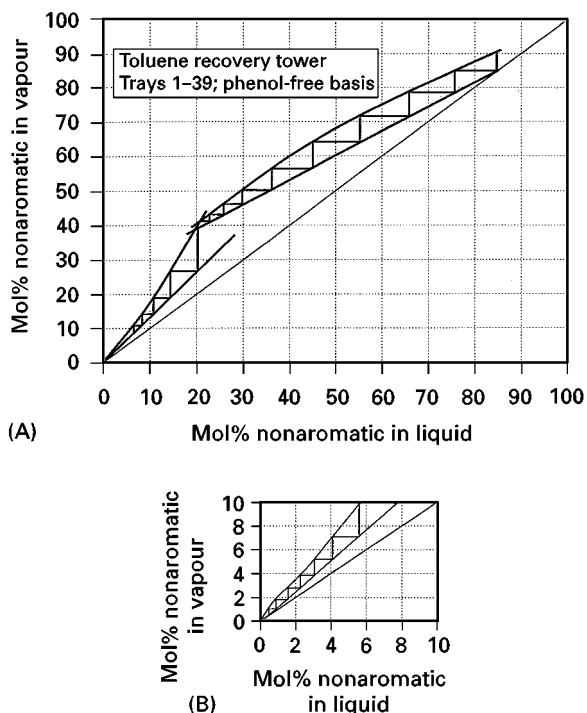 100
90
80
70
60
50
40
30
20
10
0
Mol% nonaromatic in vapour
Toluene recovery tower
Trays 1–39; phenol-free basis
0 10 20 30 40 50 60 70 80 90 100
(A)
Mol% nonaromatic in liquid
10
8
6
4
2
0
Mol% nonaromatic
in vapour
0 2 4 6 8 10
Mol% nonaromatic
(B)
in liquid